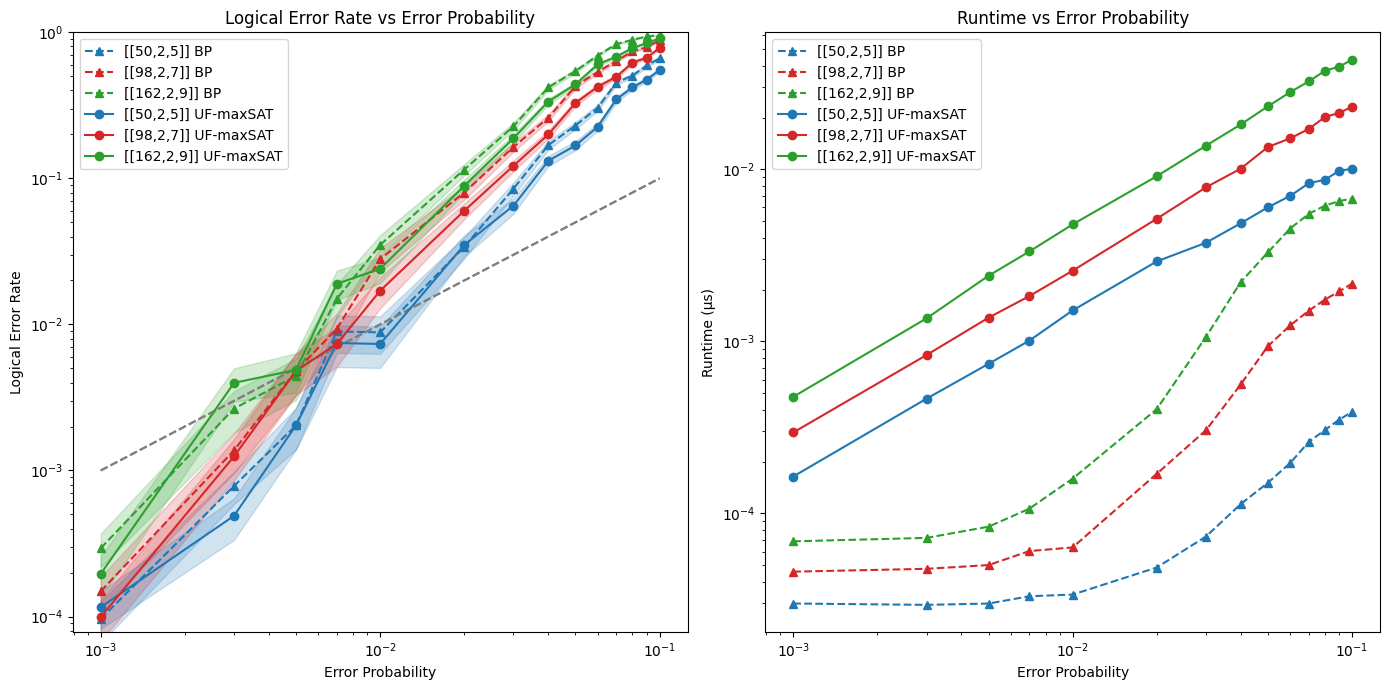 Logical Error Rate vs Error Probability
[[50,2,5]] BP
[[98,2,7]] BP
[[162,2,9]] BP
[[50,2,5]] UF-maxSAT
[[98,2,7]] UF-maxSAT
[[162,2,9]] UF-maxSAT
10⁰
10⁻¹
10⁻²
10⁻³
10⁻⁴
Logical Error Rate
10⁻³
10⁻²
10⁻¹
Error Probability
Runtime vs Error Probability
[[50,2,5]] BP
[[98,2,7]] BP
[[162,2,9]] BP
[[50,2,5]] UF-maxSAT
[[98,2,7]] UF-maxSAT
[[162,2,9]] UF-maxSAT
10⁻²
10⁻³
10⁻⁴
Runtime (μs)
10⁻³
10⁻²
10⁻¹
Error Probability